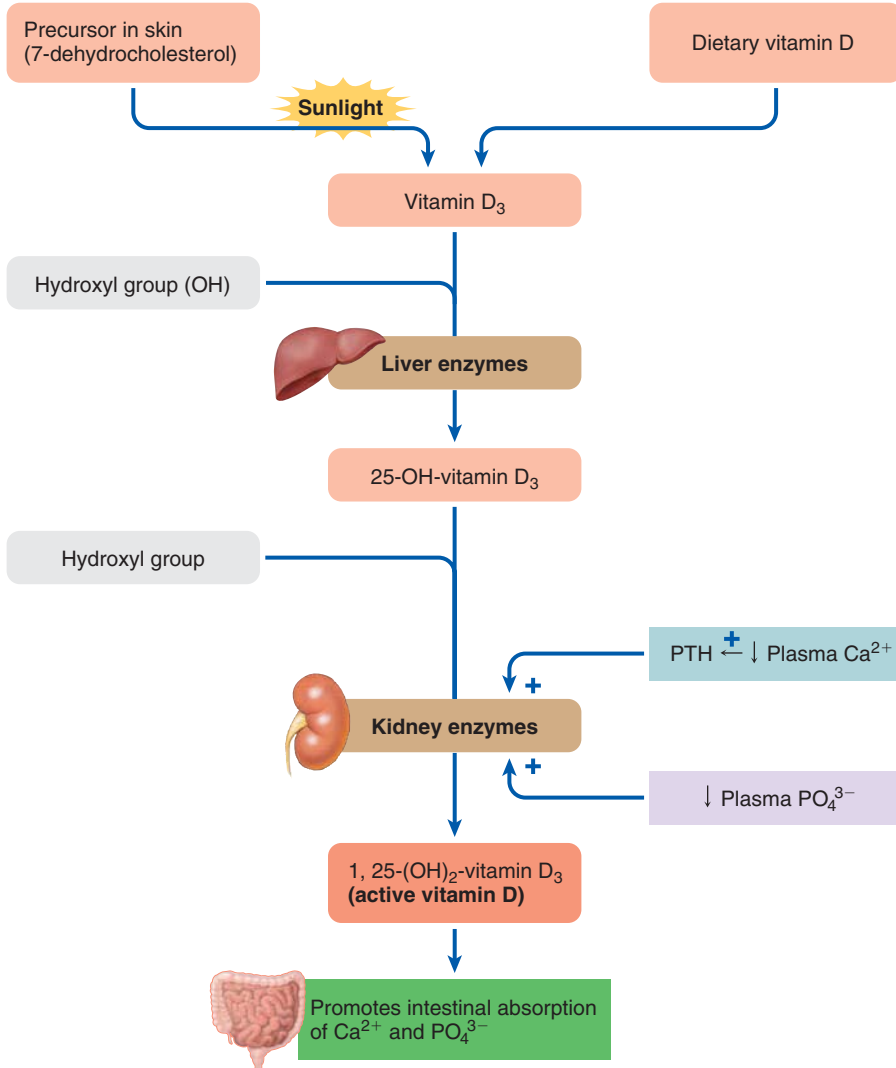 Precursor in skin
(7-dehydrocholesterol)
Dietary vitamin D
Sunlight
Vitamin D₃
Hydroxyl group (OH)
Liver enzymes
25-OH-vitamin D₃
Hydroxyl group
PTH ←+ ↓ Plasma Ca²⁺
+
Kidney enzymes
+
↓ Plasma PO₄³⁻
1, 25-(OH)₂-vitamin D₃
(active vitamin D)
Promotes intestinal absorption
of Ca²⁺ and PO₄³⁻